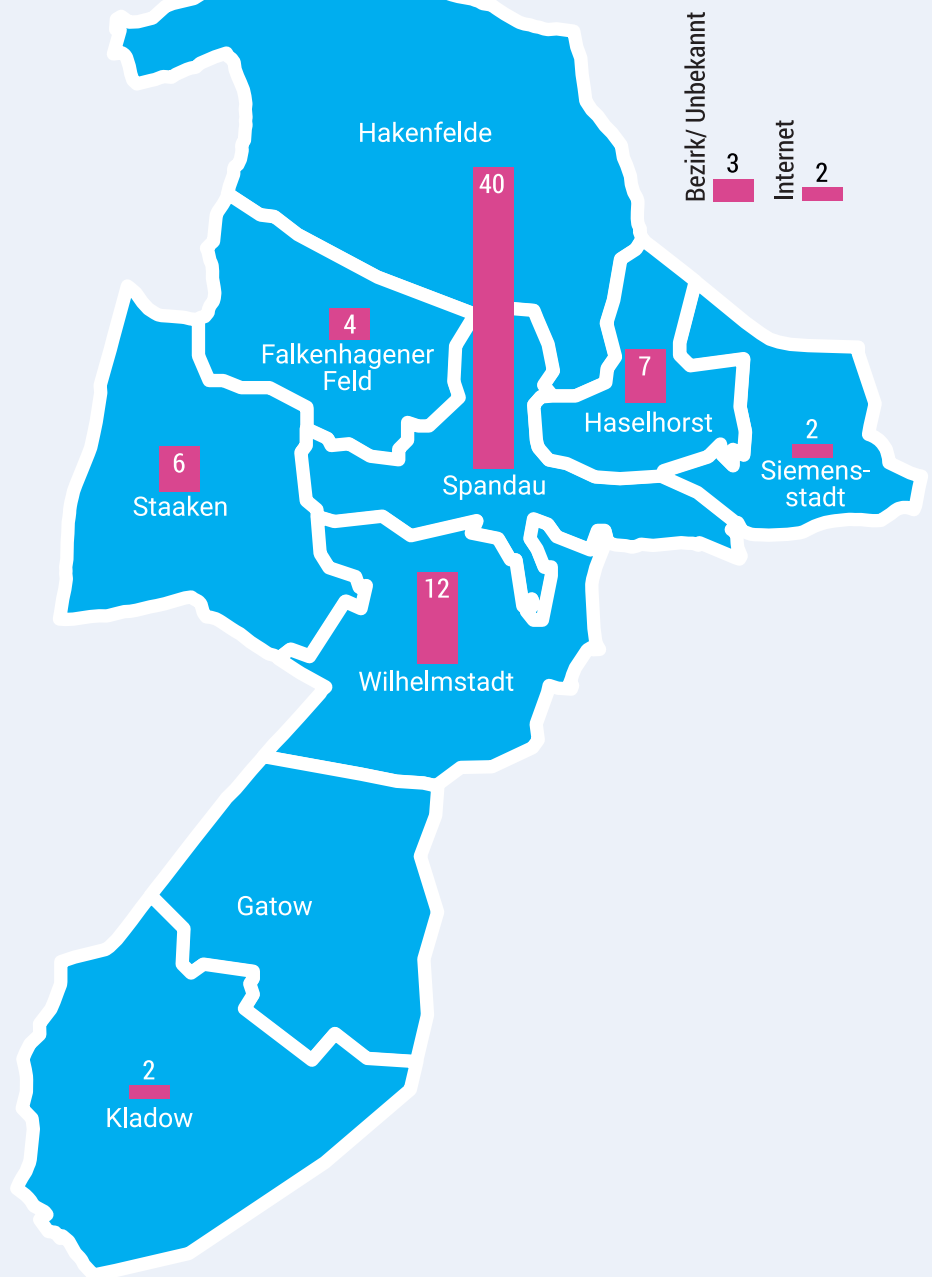 Bezirk/ Unbekannt
3
Internet
2
Hakenfelde
40
4
Falkenhagener
Feld
7
Haselhorst
2
Siemens-
stadt
6
Staaken
Spandau
12
Wilhelmstadt
Gatow
2
Kladow